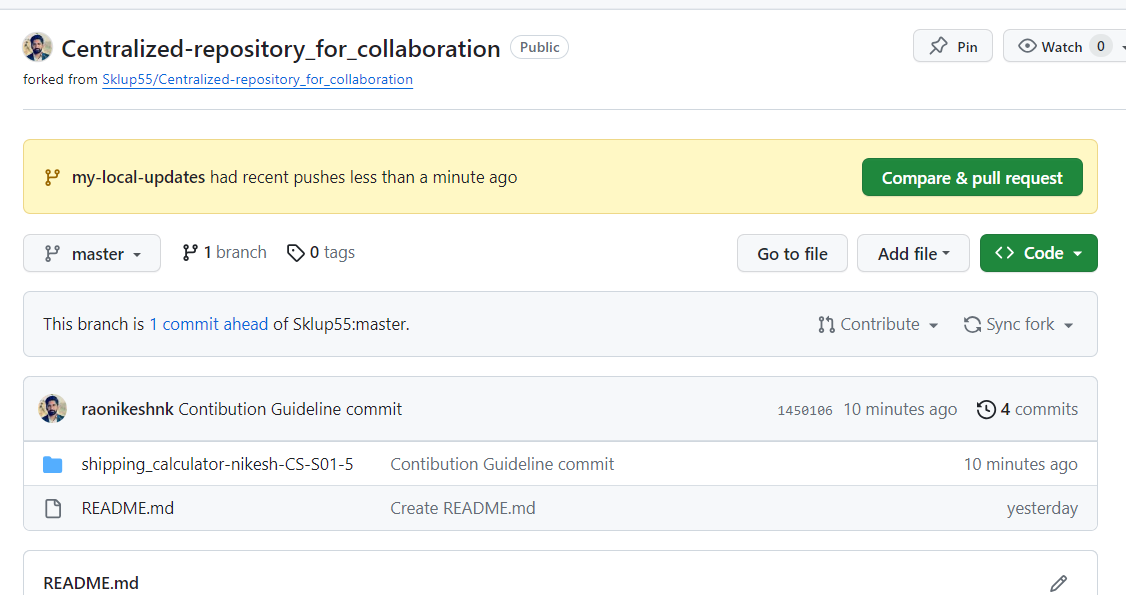 Centralized-repository_for_collaboration Public Pin Watch 0
forked from Sklup55/Centralized-repository_for_collaboration
my-local-updates had recent pushes less than a minute ago Compare & pull request
master 1 branch 0 tags Go to file Add file Code
This branch is 1 commit ahead of Sklup55:master. Contribute Sync fork
raonikeshnk Contibution Guideline commit 1450106 10 minutes ago 4 commits
shipping_calculator-nikesh-CS-S01-5 Contibution Guideline commit 10 minutes ago
README.md Create README.md yesterday
README.md